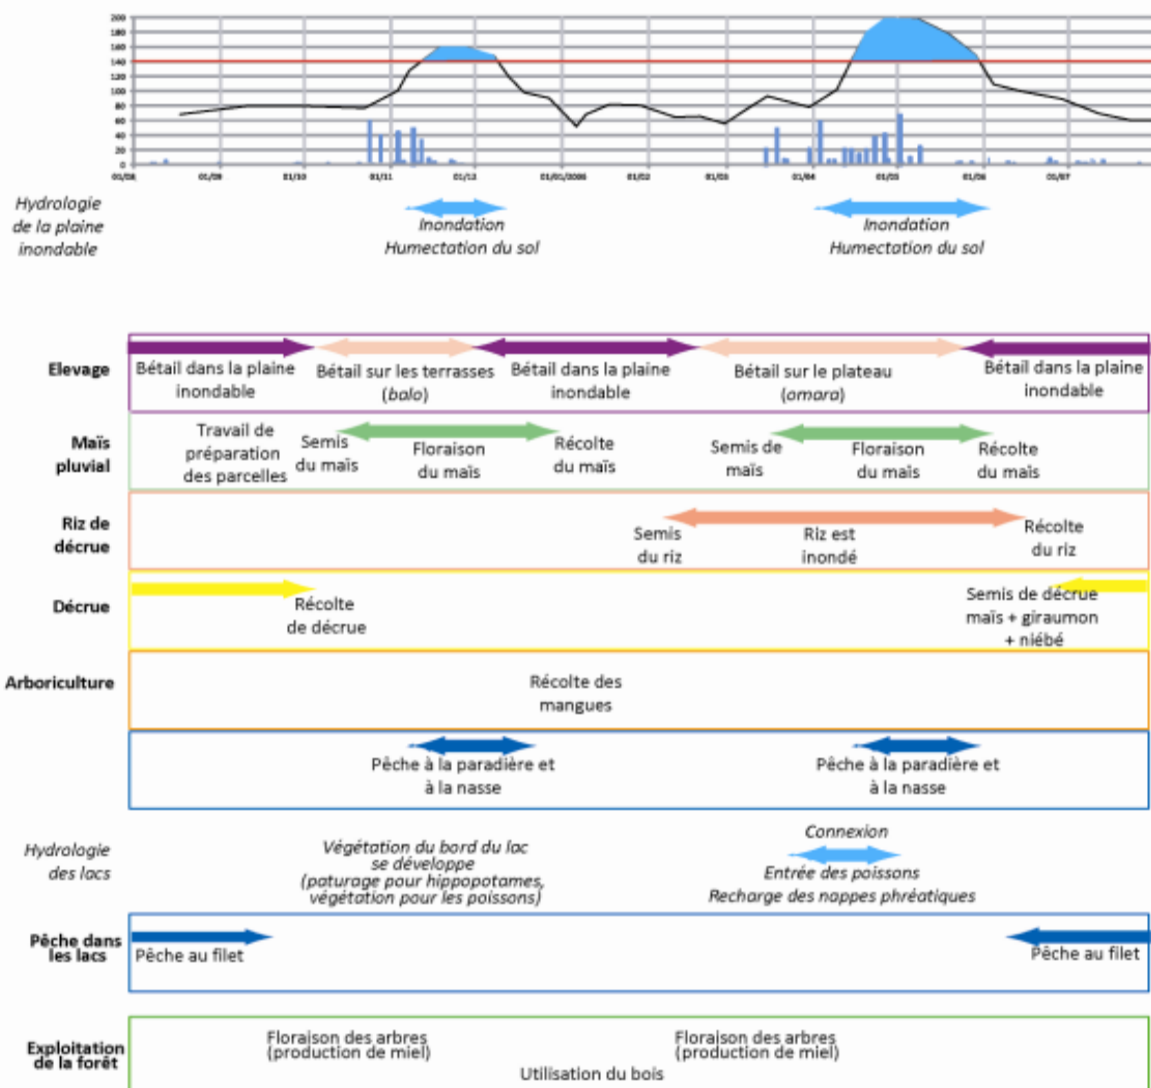 200
180
160
140
120
100
80
60
40
20
0
01/08
01/09
01/10
01/11
01/12
01/01/2006
01/02
01/03
01/04
01/05
01/06
01/07
Hydrologie
de la plaine
inondable
Inondation
Humectation du sol
Inondation
Humectation du sol
Elevage
Bétail dans la plaine
inondable
Bétail sur les terrasses
(balo)
Bétail dans la plaine
inondable
Bétail sur le plateau
(omara)
Bétail dans la plaine
inondable
Maïs
pluvial
Travail de
préparation
des parcelles
Semis
du maïs
Floraison
du maïs
Récolte
du maïs
Semis de
maïs
Floraison
du maïs
Récolte
du maïs
Riz de
décrue
Semis
du riz
Riz est
inondé
Récolte
du riz
Décrue
Récolte
de décrue
Semis de décrue
maïs + giraumon
+ niébé
Arboriculture
Récolte des
mangues
Pêche à la paradière et
à la nasse
Pêche à la paradière et
à la nasse
Hydrologie
des lacs
Végétation du bord du lac
se développe
(paturage pour hippopotames,
végétation pour les poissons)
Connexion
Entrée des poissons
Recharge des nappes phréatiques
Pêche dans
les lacs
Pêche au filet
Pêche au filet
Exploitation
de la forêt
Floraison des arbres
(production de miel)
Floraison des arbres
(production de miel)
Utilisation du bois